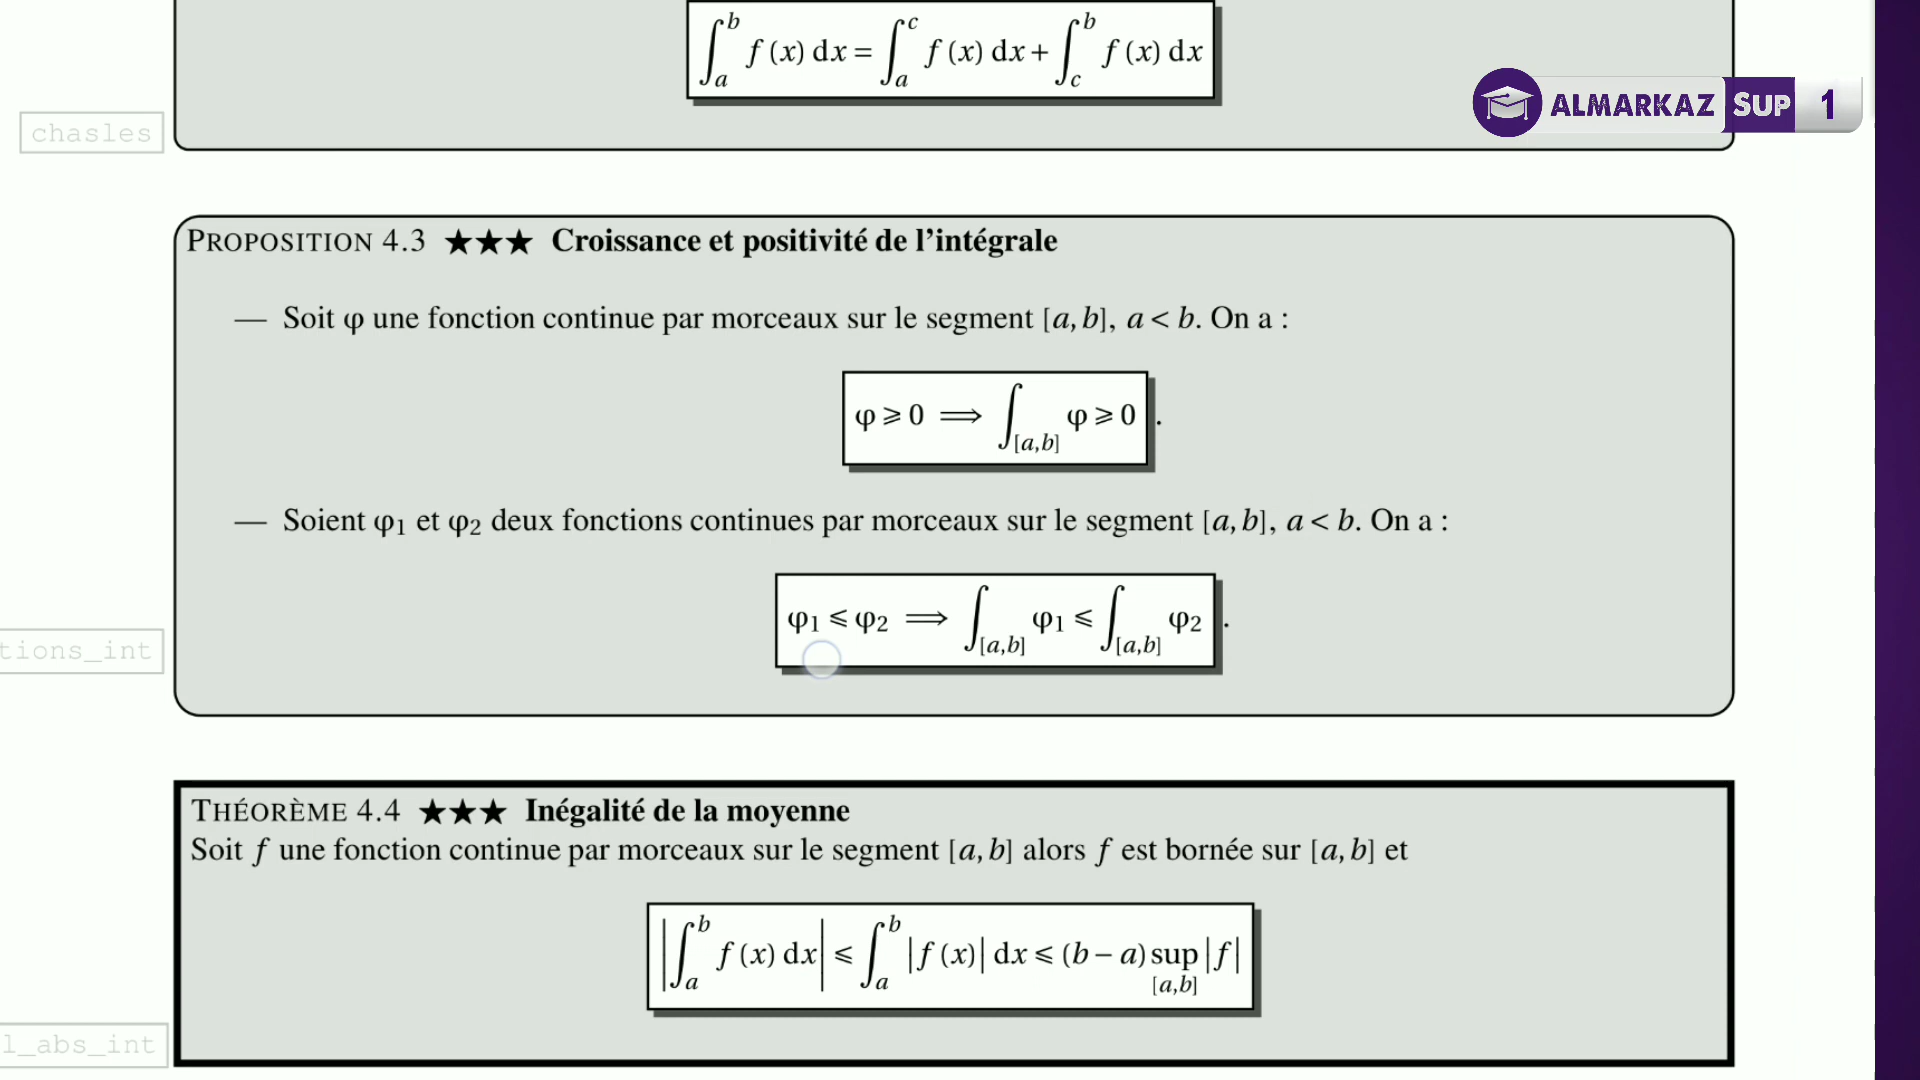 ∫_a^b f(x) dx = ∫_a^c f(x) dx + ∫_c^b f(x) dx
ALMARKAZ SUP 1
chasles
PROPOSITION 4.3 ★★★ Croissance et positivité de l'intégrale
— Soit φ une fonction continue par morceaux sur le segment [a,b], a < b. On a :
φ ⩾ 0 ⟹ ∫_[a,b] φ ⩾ 0 .
— Soient φ₁ et φ₂ deux fonctions continues par morceaux sur le segment [a,b], a < b. On a :
φ₁ ⩽ φ₂ ⟹ ∫_[a,b] φ₁ ⩽ ∫_[a,b] φ₂ .
tions_int
THÉORÈME 4.4 ★★★ Inégalité de la moyenne
Soit f une fonction continue par morceaux sur le segment [a,b] alors f est bornée sur [a,b] et
|∫_a^b f(x) dx| ⩽ ∫_a^b |f(x)| dx ⩽ (b − a) sup_[a,b] |f|
l_abs_int